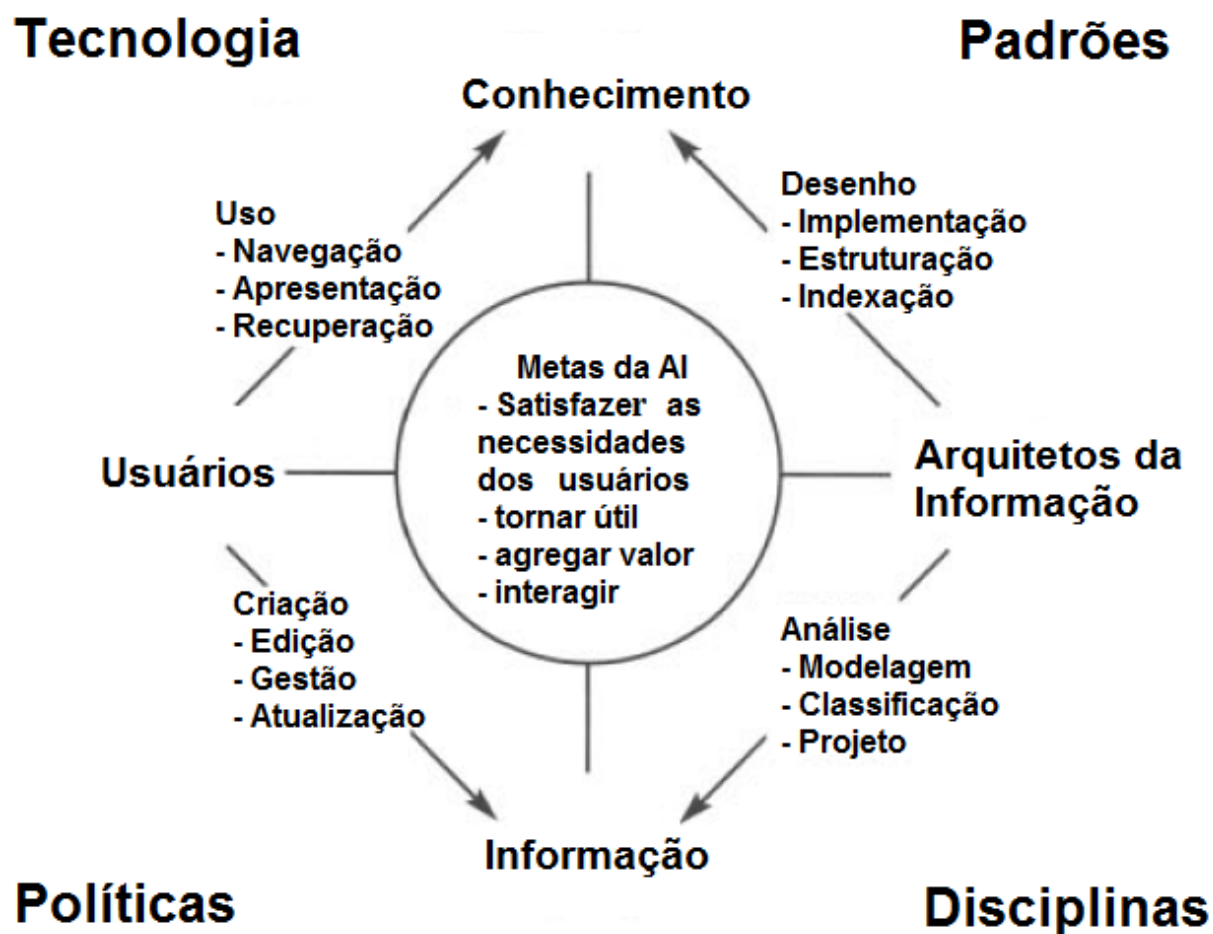 Tecnologia
Padrões
Conhecimento
Uso
- Navegação
- Apresentação
- Recuperação
Desenho
- Implementação
- Estruturação
- Indexação
Metas da AI
- Satisfazer as
necessidades
dos usuários
- tornar útil
- agregar valor
- interagir
Usuários
Arquitetos da
Informação
Criação
- Edição
- Gestão
- Atualização
Análise
- Modelagem
- Classificação
- Projeto
Informação
Políticas
Disciplinas